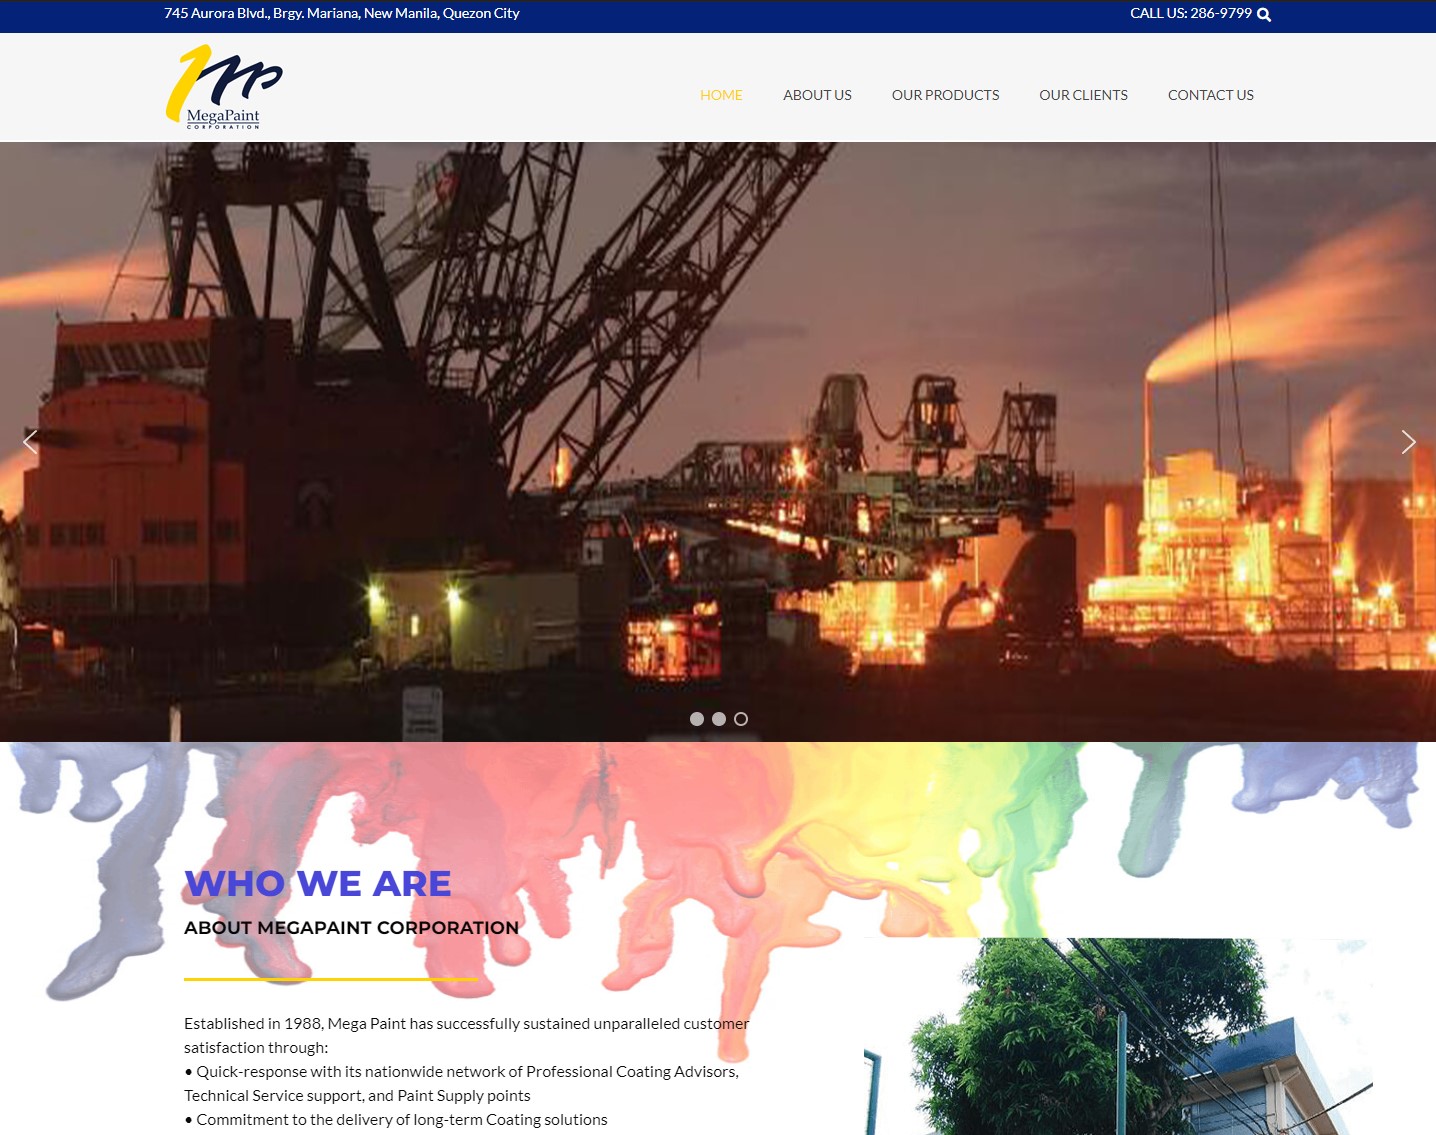 745 Aurora Blvd., Brgy. Mariana, New Manila, Quezon City
CALL US: 286-9799
MegaPaint
CORPORATION
HOME
ABOUT US
OUR PRODUCTS
OUR CLIENTS
CONTACT US
WHO WE ARE
ABOUT MEGAPAINT CORPORATION
Established in 1988, Mega Paint has successfully sustained unparalleled customer
satisfaction through:
• Quick-response with its nationwide network of Professional Coating Advisors,
Technical Service support, and Paint Supply points
• Commitment to the delivery of long-term Coating solutions